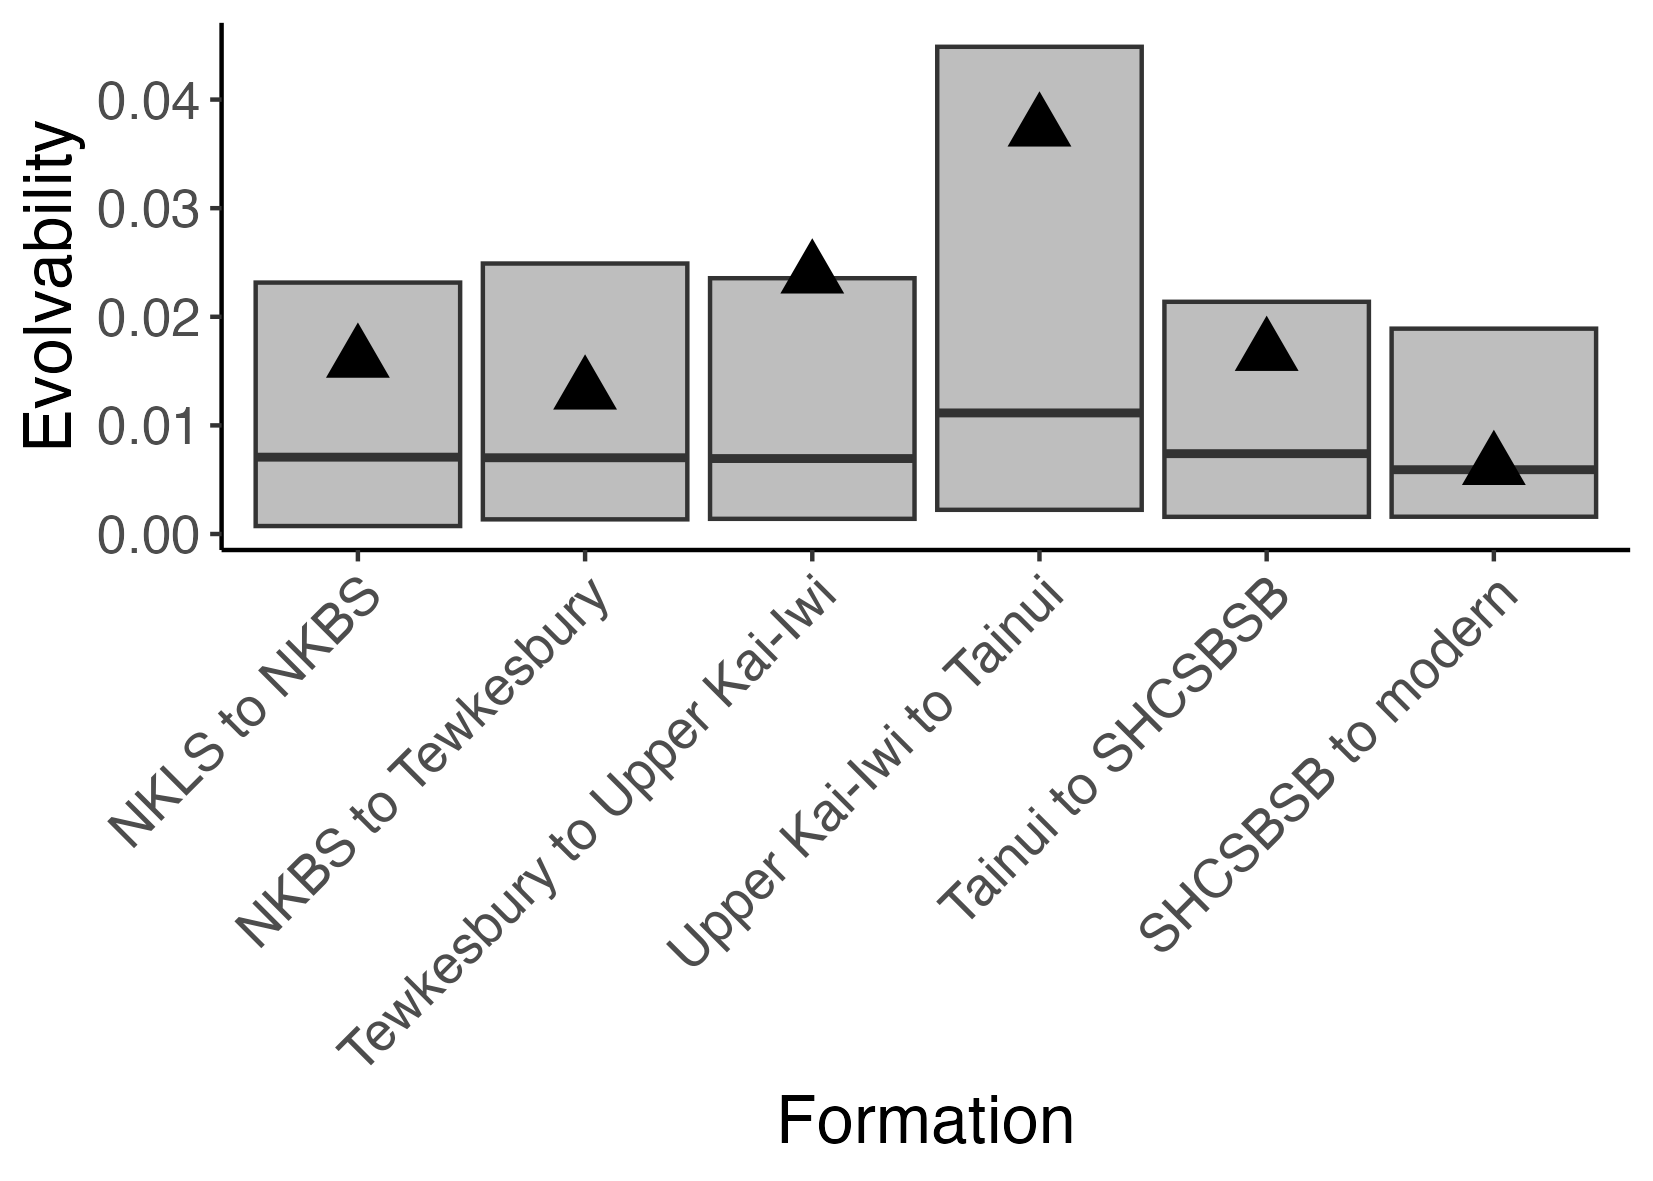 Evolvability
0.04
0.03
0.02
0.01
0.00
NKLS to NKBS
NKBS to Tewkesbury
Tewkesbury to Upper Kai-Iwi
Upper Kai-Iwi to Tainui
Tainui to SHCSBSB
SHCSBSB to modern
Formation